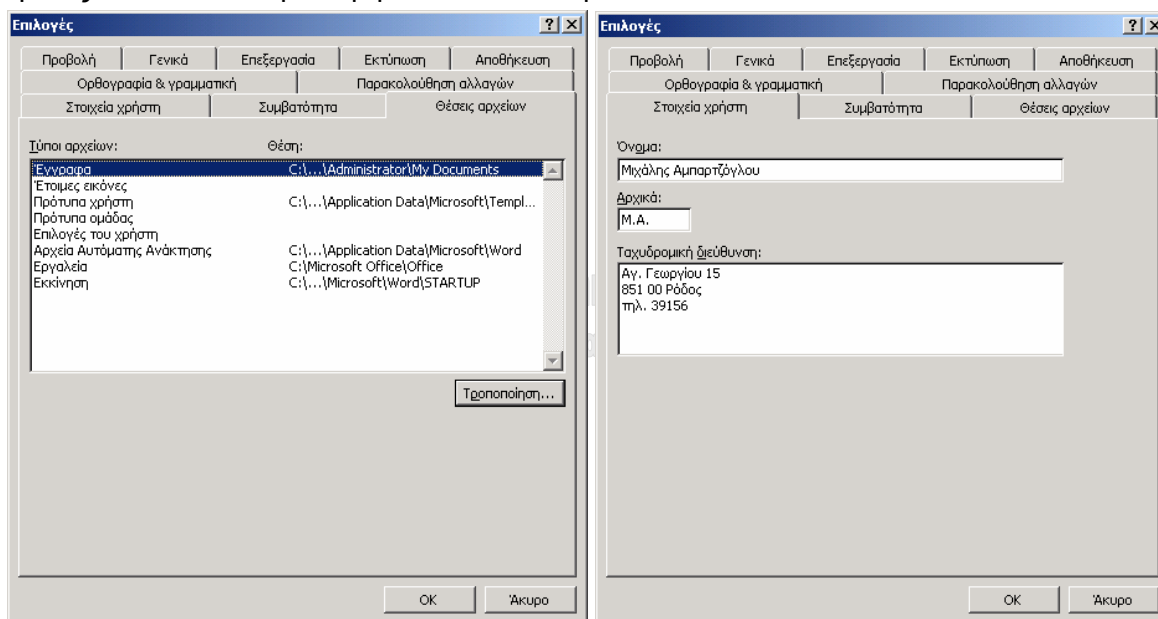 Επιλογές
Προβολή Γενικά Επεξεργασία Εκτύπωση Αποθήκευση
Ορθογραφία & γραμματική Παρακολούθηση αλλαγών
Στοιχεία χρήστη Συμβατότητα Θέσεις αρχείων
Τύποι αρχείων: Θέση:
Έγγραφα C:\...\Administrator\My Documents
Έτοιμες εικόνες
Πρότυπα χρήστη C:\...\Application Data\Microsoft\Templ...
Πρότυπα ομάδας
Επιλογές του χρήστη
Αρχεία Αυτόματης Ανάκτησης C:\...\Application Data\Microsoft\Word
Εργαλεία C:\Microsoft Office\Office
Εκκίνηση C:\...\Microsoft\Word\STARTUP
Τροποποίηση...
OK Άκυρο
Επιλογές
Προβολή Γενικά Επεξεργασία Εκτύπωση Αποθήκευση
Ορθογραφία & γραμματική Παρακολούθηση αλλαγών
Στοιχεία χρήστη Συμβατότητα Θέσεις αρχείων
Όνομα:
Μιχάλης Αμπαρτζόγλου
Αρχικά:
Μ.Α.
Ταχυδρομική διεύθυνση:
Αγ. Γεωργίου 15
851 00 Ρόδος
τηλ. 39156
OK Άκυρο